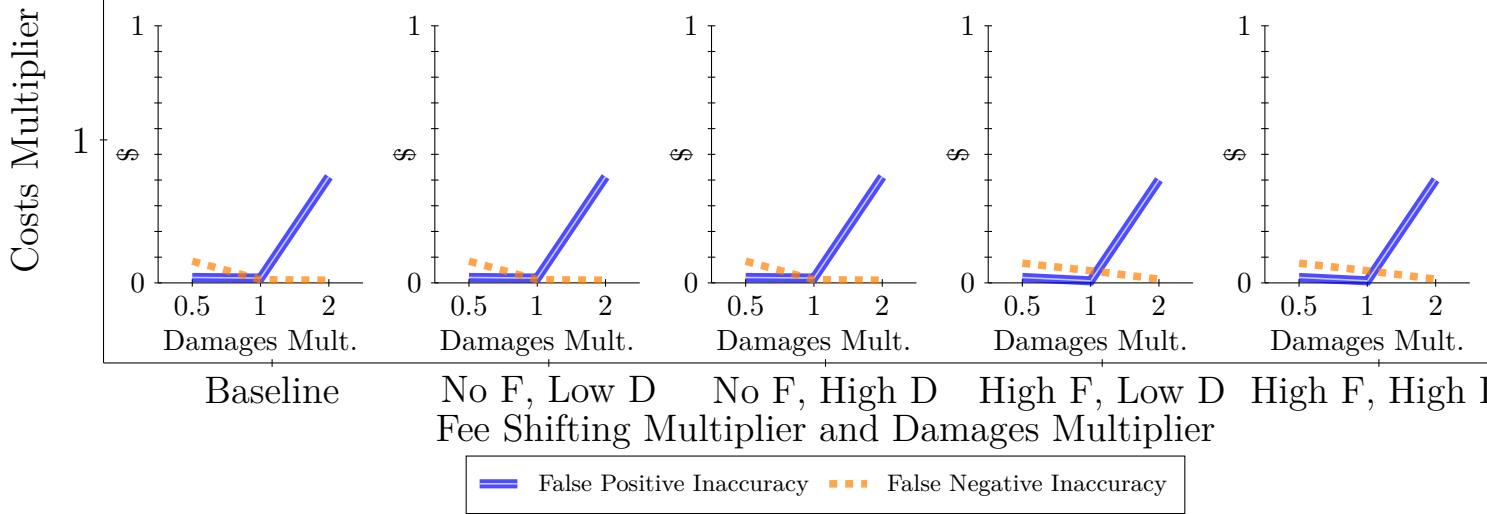 Costs Multiplier
1
1
$
0
0.5 1 2
Damages Mult.
1
$
0
0.5 1 2
Damages Mult.
1
$
0
0.5 1 2
Damages Mult.
1
$
0
0.5 1 2
Damages Mult.
1
$
0
0.5 1 2
Damages Mult.
Baseline No F, Low D No F, High D High F, Low D High F, High
Fee Shifting Multiplier and Damages Multiplier
False Positive Inaccuracy False Negative Inaccuracy